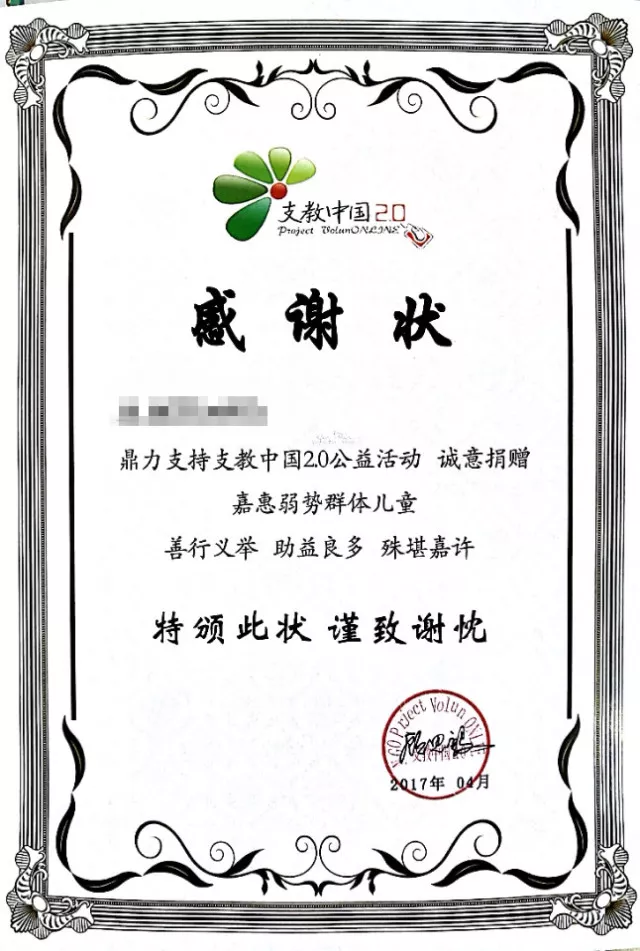 支教中国2.0
Project VolunONLINE
感谢状
鼎力支持支教中国2.0公益活动 诚意捐赠
嘉惠弱势群体儿童
善行义举 助益良多 殊堪嘉许
特颁此状 谨致谢忱
NGO Project Volun ONLINE
支教中国2.0
2017年 04月